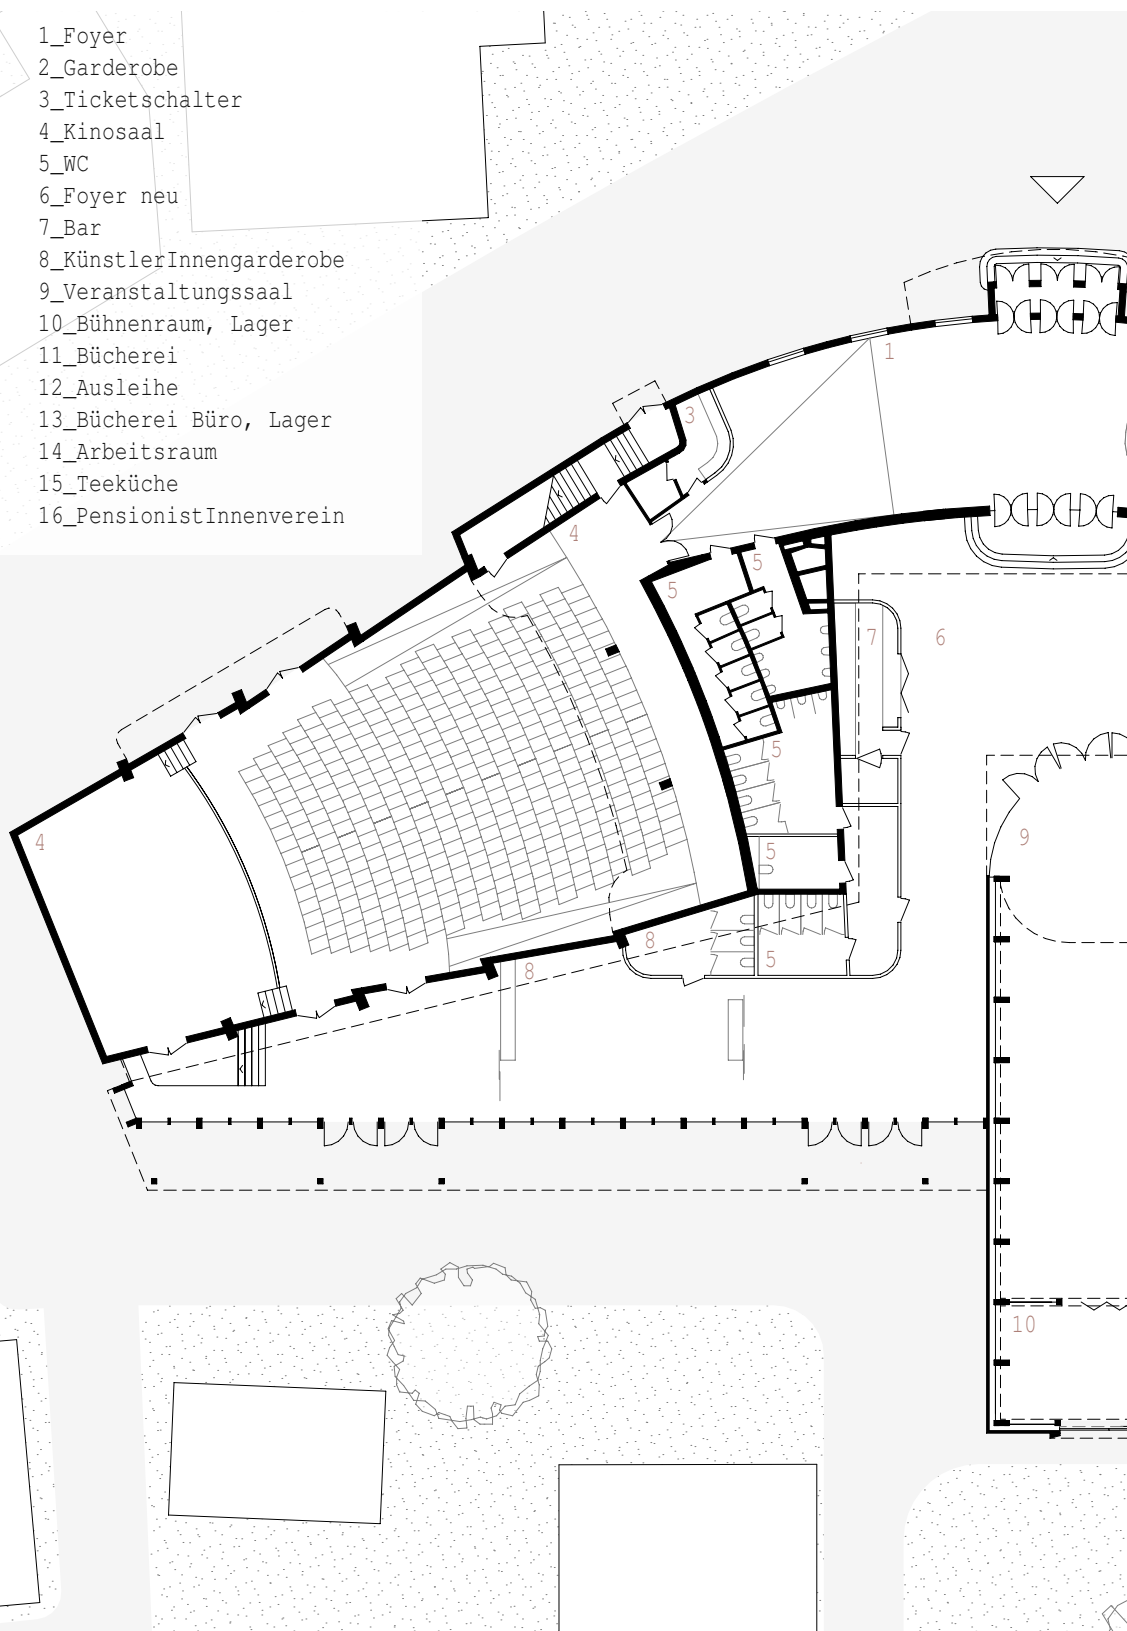 1_Foyer
2_Garderobe
3_Ticketschalter
4_Kinosaal
5_WC
6_Foyer neu
7_Bar
8_KünstlerInnengarderobe
9_Veranstaltungssaal
10_Bühnenraum, Lager
11_Bücherei
12_Ausleihe
13_Bücherei Büro, Lager
14_Arbeitsraum
15_Teeküche
16_PensionistInnenverein
1
3
4
5
5
7
6
5
9
4
5
8
5
8
10